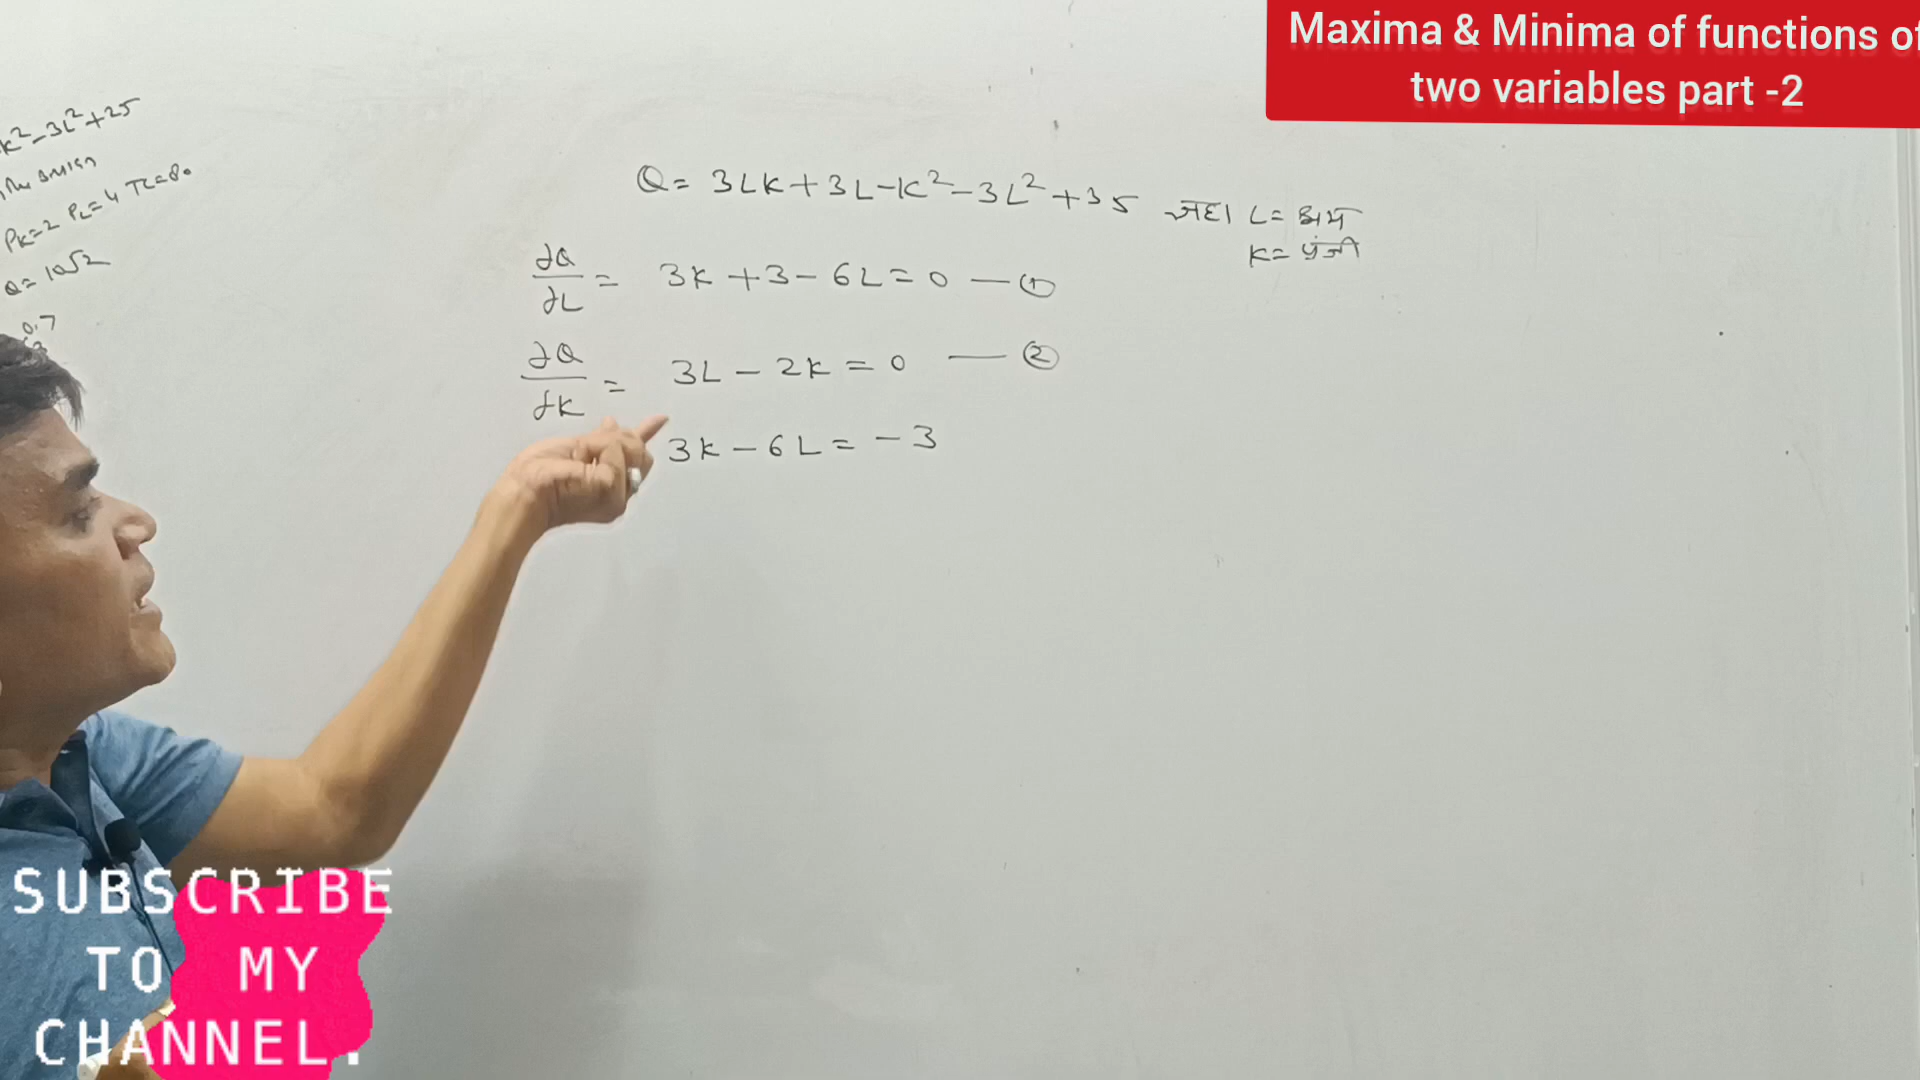 Maxima & Minima of functions of
two variables part -2
K²-3L²+25
PK=2 PL=4 TC=80
Q=10√2
0.7
Q= 3LK+3L-K²-3L²+35 जहा L= श्रम
K= पूंजी
∂Q/∂L = 3K+3-6L=0 —①
∂Q/∂K = 3L-2K=0 —②
3K-6L=-3
SUBSCRIBE
TO MY
CHANNEL.